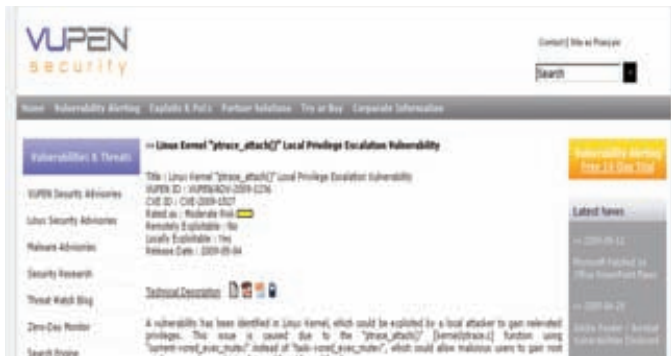 VUPEN
security
Contact | Site en Français
Search
Home Vulnerability Alerting Exploits & PoCs Partner Solutions Try or Buy Corporate Information
Vulnerabilities & Threats
VUPEN Security Advisories
Linux Security Advisories
Malware Advisories
Security Research
Threat Watch Blog
Zero-Day Monitor
Search Engine
Linux Kernel "ptrace_attach()" Local Privilege Escalation Vulnerability
Title : Linux Kernel "ptrace_attach()" Local Privilege Escalation Vulnerability
VUPEN ID : VUPEN/ADV-2009-1236
CVE ID : CVE-2009-1527
Rated as : Moderate Risk
Remotely Exploitable : No
Locally Exploitable : Yes
Release Date : 2009-05-04
Technical Description
A vulnerability has been identified in Linux Kernel, which could be exploited by a local attacker to gain elevated
privileges. This issue is caused due to the "ptrace_attach()" [kernel/ptrace.c] function using
"current->cred_exec_mutex" instead of "task->cred_exec_mutex", which could allow malicious users to gain root
Vulnerability Alerting
Free 15-Day Trial
Latest News
2009-05-12
Microsoft Patched 14
Office PowerPoint Flaws